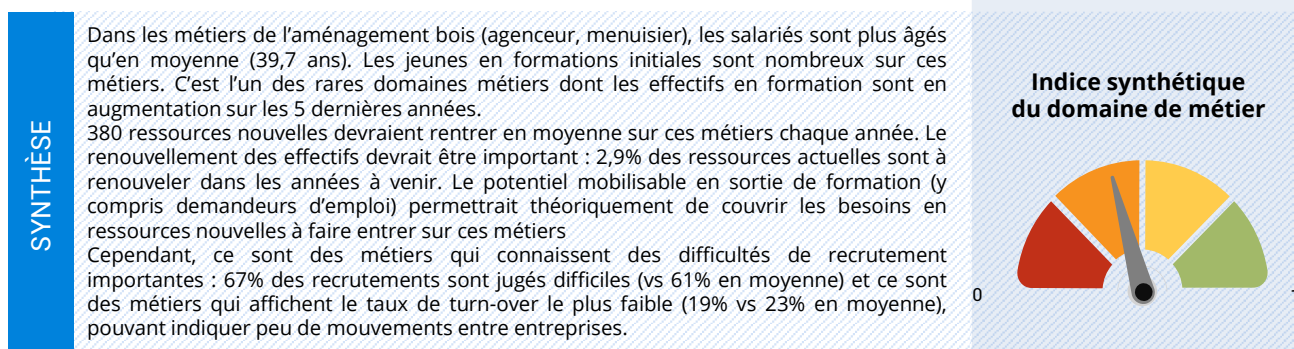 SYNTHÈSE
Dans les métiers de l’aménagement bois (agenceur, menuisier), les salariés sont plus âgés
qu’en moyenne (39,7 ans). Les jeunes en formations initiales sont nombreux sur ces
métiers. C’est l’un des rares domaines métiers dont les effectifs en formation sont en
augmentation sur les 5 dernières années.
380 ressources nouvelles devraient rentrer en moyenne sur ces métiers chaque année. Le
renouvellement des effectifs devrait être important : 2,9% des ressources actuelles sont à
renouveler dans les années à venir. Le potentiel mobilisable en sortie de formation (y
compris demandeurs d’emploi) permettrait théoriquement de couvrir les besoins en
ressources nouvelles à faire entrer sur ces métiers
Cependant, ce sont des métiers qui connaissent des difficultés de recrutement
importantes : 67% des recrutements sont jugés difficiles (vs 61% en moyenne) et ce sont
des métiers qui affichent le taux de turn-over le plus faible (19% vs 23% en moyenne),
pouvant indiquer peu de mouvements entre entreprises.
Indice synthétique
du domaine de métier
0